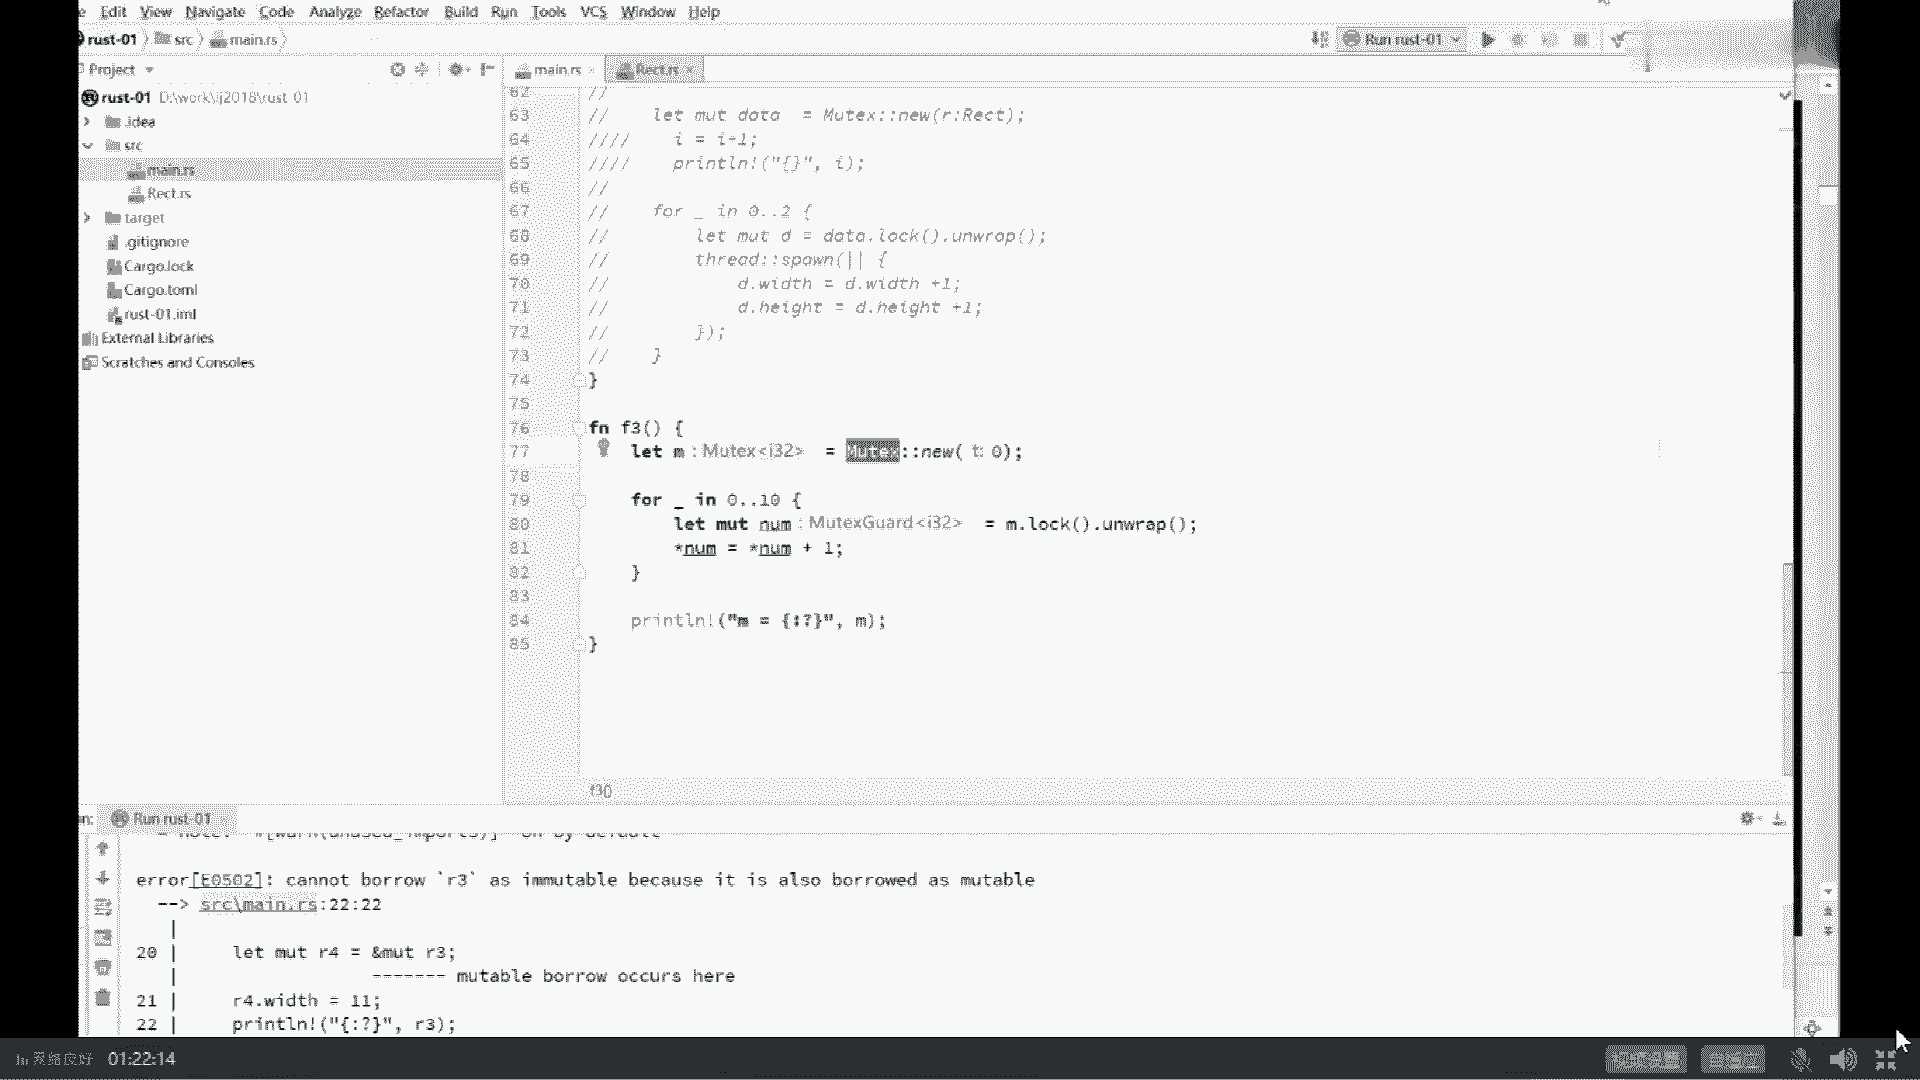 Edit View Navigate Code Analyze Refactor Build Run Tools VCS Window Help
rust-01 src main.rs
Run rust-01
Project
main.rs
Rect.rs
rust-01 D:\work\ij2018\rust_01
.idea
src
main.rs
Rect.rs
target
.gitignore
Cargo.lock
Cargo.toml
rust-01.iml
External Libraries
Scratches and Consoles
62 //
63 // let mut data = Mutex::new(r:Rect);
64 //// i = i+1;
65 //// println!("{}", i);
66 //
67 // for _ in 0..2 {
68 // let mut d = data.lock().unwrap();
69 // thread::spawn(|| {
70 // d.width = d.width +1;
71 // d.height = d.height +1;
72 // });
73 // }
74 }
75
76 fn f3() {
77 let m : Mutex<i32> = Mutex::new( t: 0);
78
79 for _ in 0..10 {
80 let mut num : MutexGuard<i32> = m.lock().unwrap();
81 *num = *num + 1;
82 }
83
84 println!("m = {:?}", m);
85 }
f3()
Run rust-01
error[E0502]: cannot borrow `r3` as immutable because it is also borrowed as mutable
--> src\main.rs:22:22
|
20 | let mut r4 = &mut r3;
| ------- mutable borrow occurs here
21 | r4.width = 11;
22 | println!("{:?}", r3);
网络良好 01:22:14